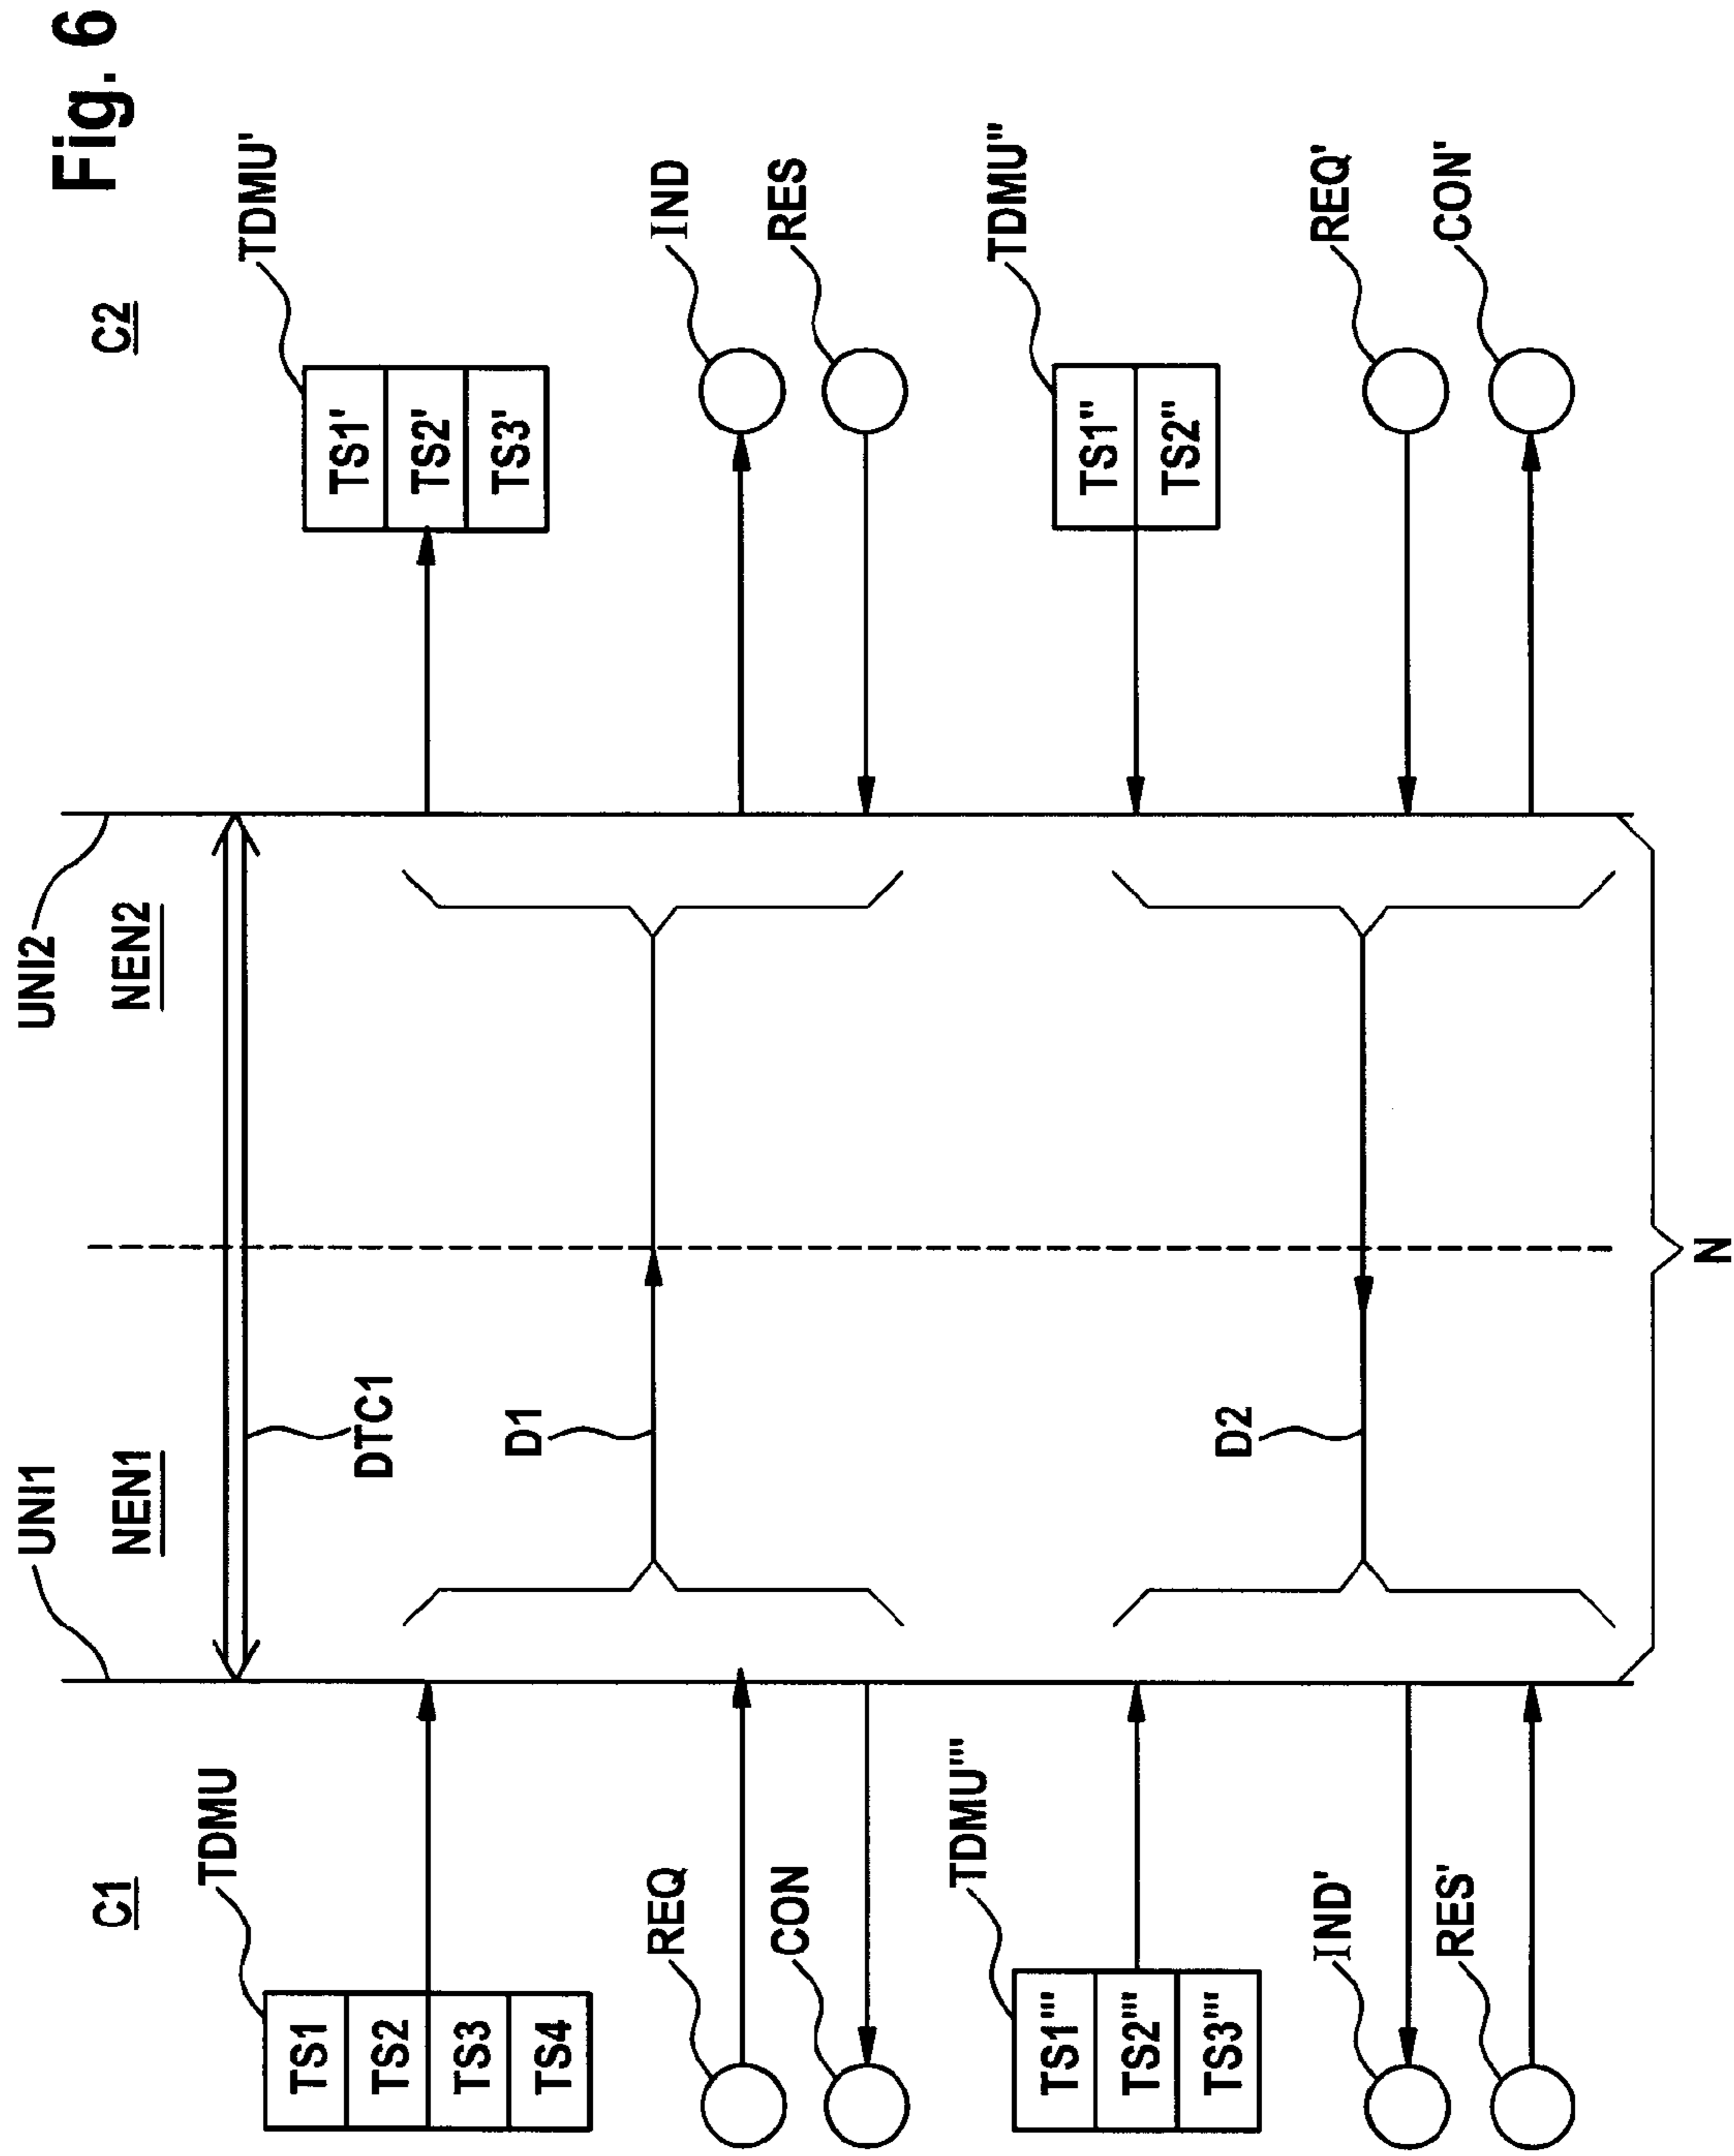 Fig. 6
UNI1
UNI2
C1
NEN1
NEN2
C2
TDMU
TDMU'
DTC1
TS1
TS2
TS3
TS4
TS1'
TS2'
TS3'
D1
REQ
IND
CON
RES
TDMU'''
TDMU''
TS1'''
TS2'''
TS3'''
TS1''
TS2''
D2
IND'
REQ'
RES'
CON'
N